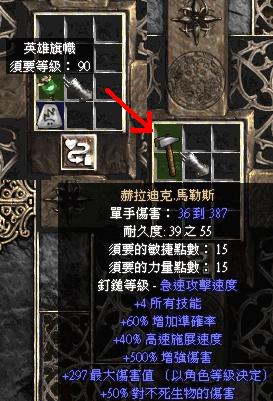 英雄旗幟
須要等級： 90
赫拉迪克.馬勒斯
單手傷害： 36 到 387
耐久度: 39 之 55
須要的敏捷點數： 15
須要的力量點數： 15
釘鎚等級 - 急速攻擊速度
+4 所有技能
+60% 增加準確率
+40% 高速施展速度
+500% 增強傷害
+297 最大傷害值 （以角色等級決定）
+50% 對不死生物的傷害